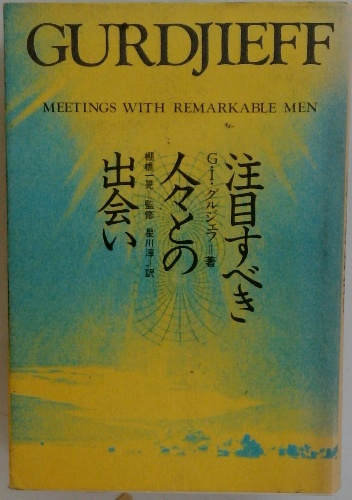 GURDJIEFF
MEETINGS WITH REMARKABLE MEN
注目すべき
人々との
出会い
G・I・グルジェフ=著
棚橋一晃=監修 星川淳=訳